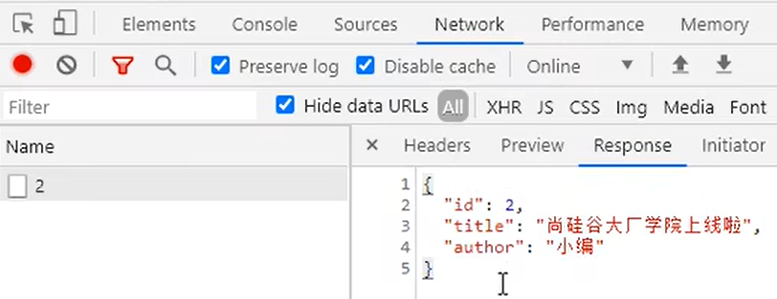 Elements Console Sources Network Performance Memory
Preserve log Disable cache Online
Filter Hide data URLs All XHR JS CSS Img Media Font
Name × Headers Preview Response Initiator
2
1 {
2 "id": 2,
3 "title": "尚硅谷大厂学院上线啦",
4 "author": "小编"
5 }